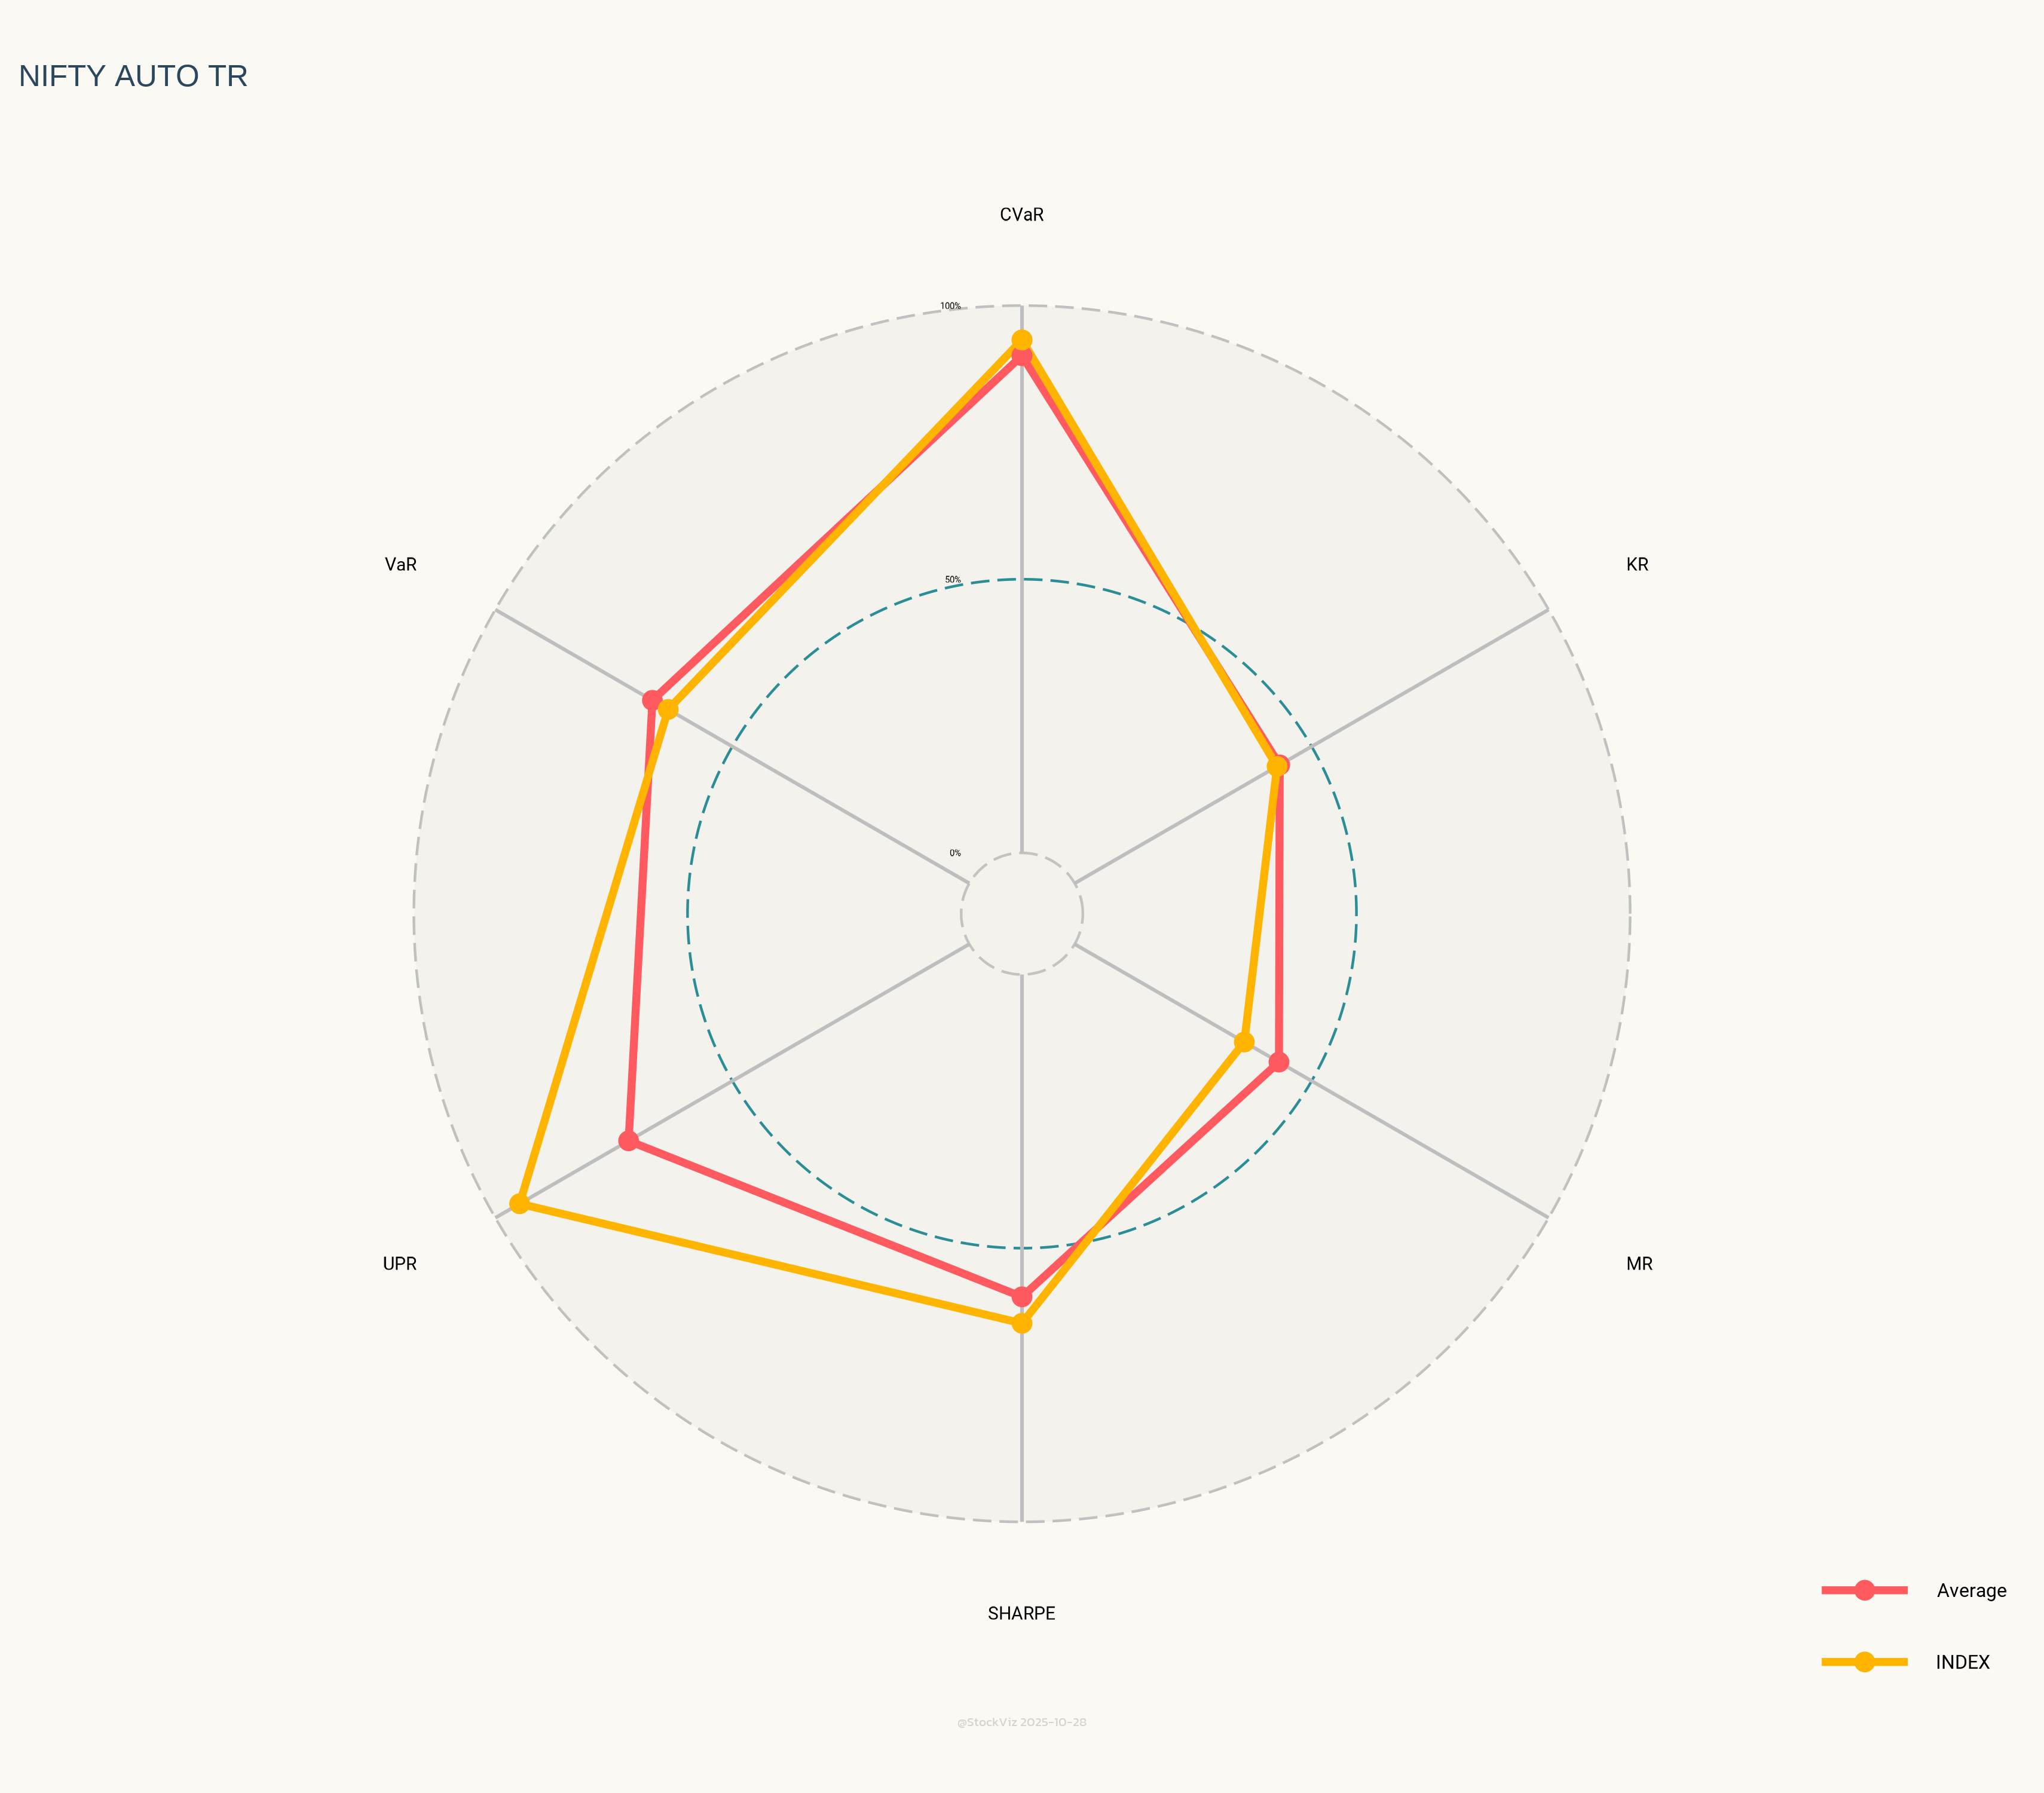 NIFTY AUTO TR
CVaR
100%
VaR
KR
50%
0%
UPR
MR
SHARPE
Average
INDEX
@StockViz 2025-10-28